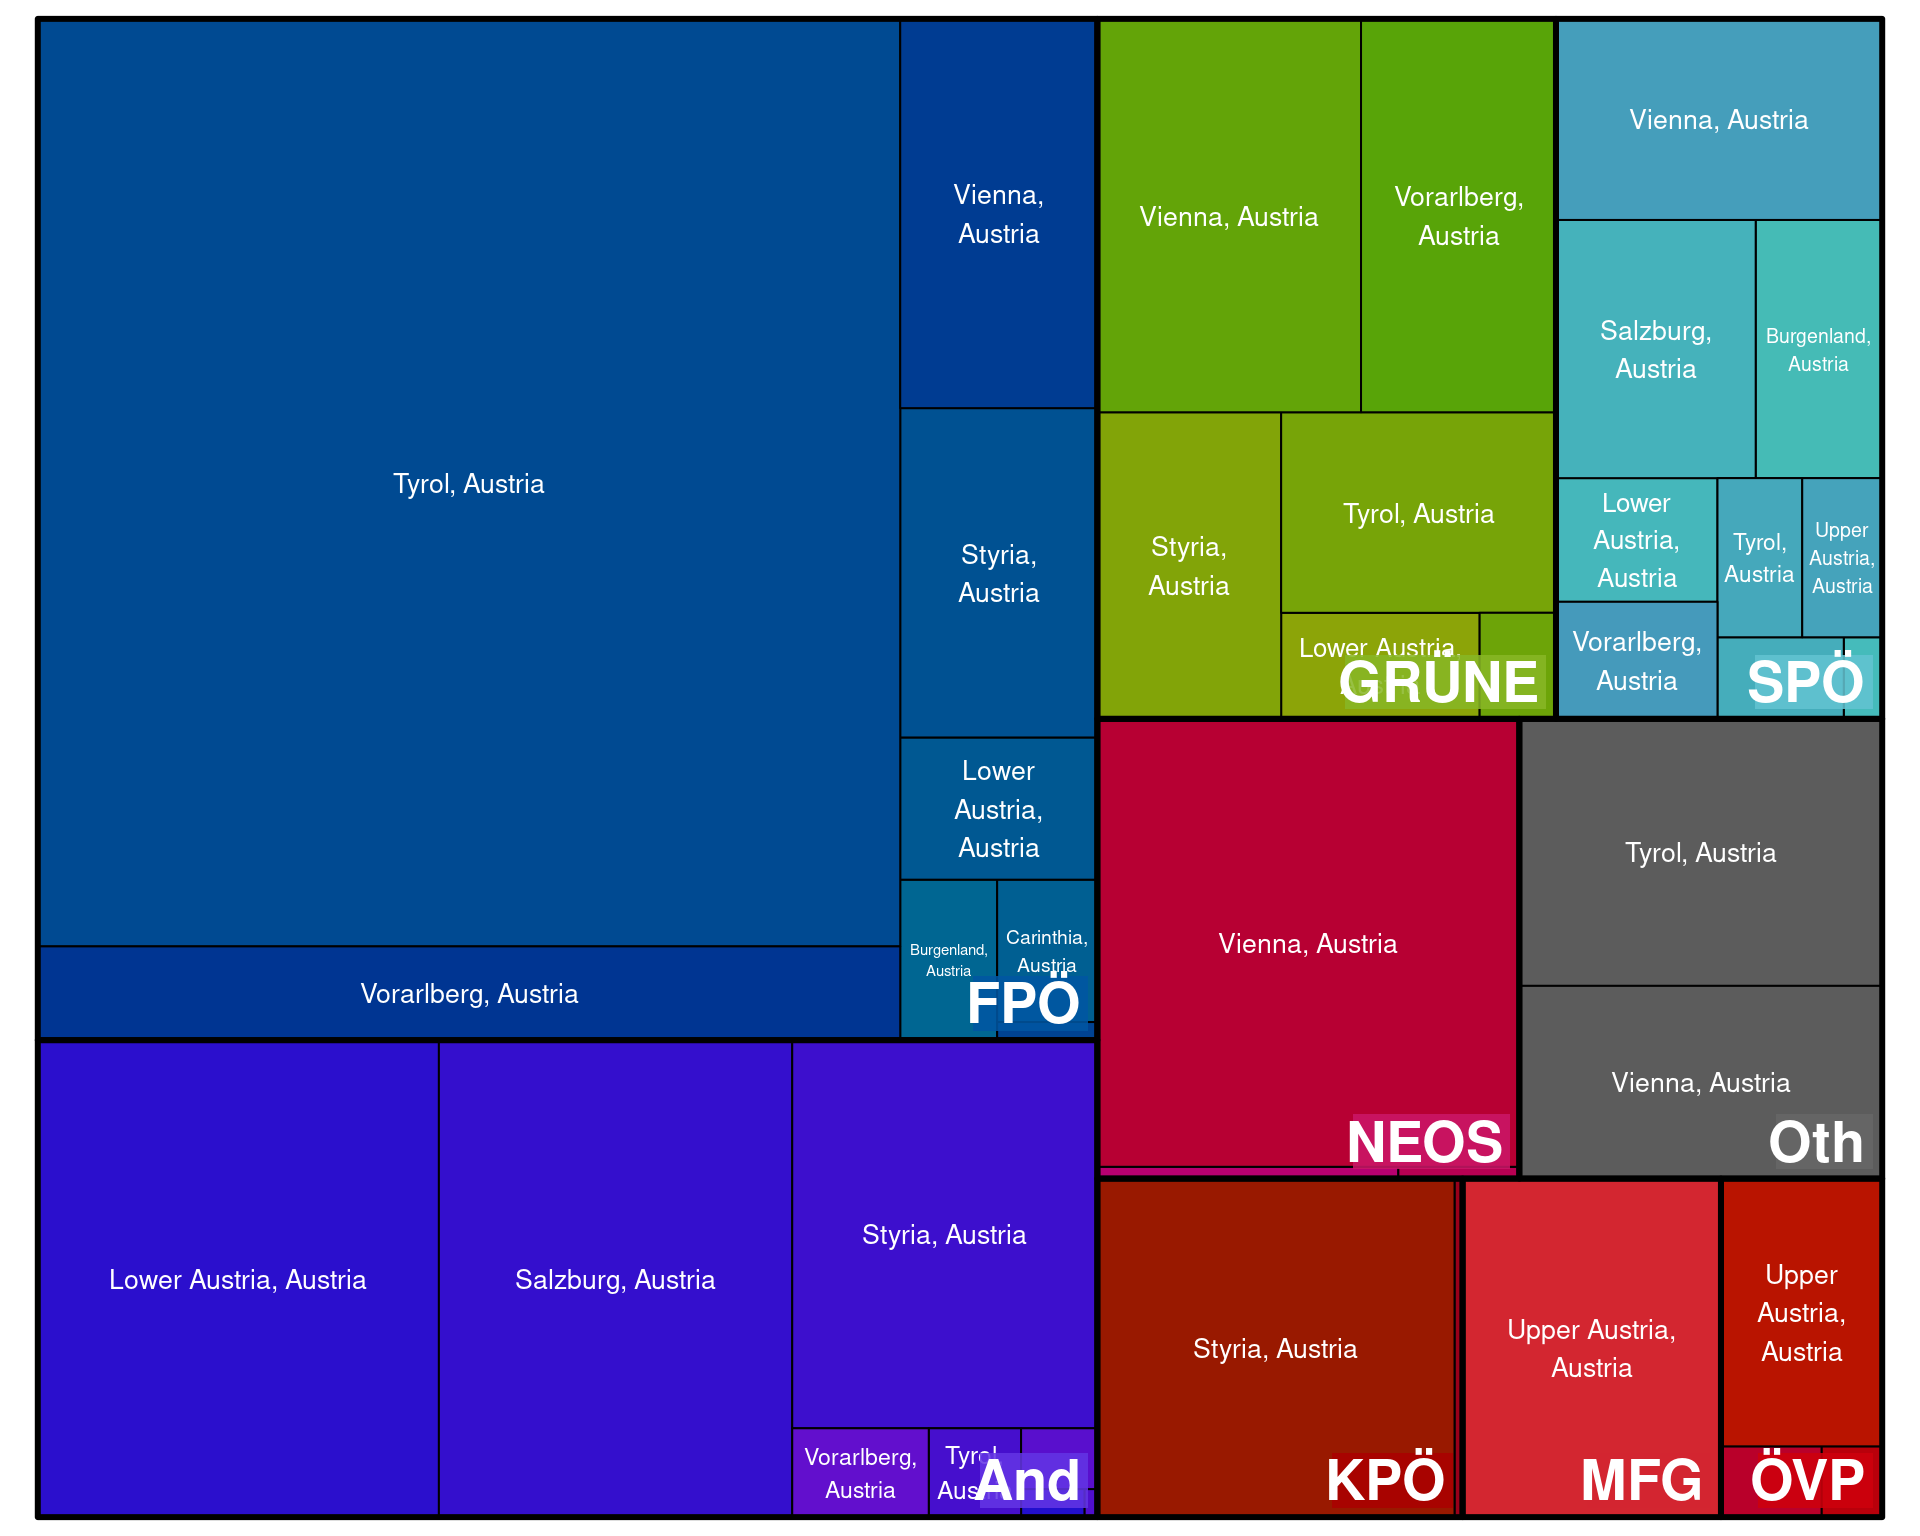 Tyrol, Austria
Vorarlberg, Austria
Vienna,
Austria
Styria,
Austria
Lower
Austria,
Austria
Burgenland,
Austria
Carinthia,
Austria
FPÖ
Lower Austria, Austria
Salzburg, Austria
Styria, Austria
Vorarlberg,
Austria
And
Vienna, Austria
Vorarlberg,
Austria
Styria,
Austria
Tyrol, Austria
Lower Austria,
GRÜNE
Vienna, Austria
Salzburg,
Austria
Burgenland,
Austria
Lower
Austria,
Austria
Vorarlberg,
Austria
Tyrol,
Austria
Upper
Austria,
Austria
SPÖ
Vienna, Austria
NEOS
Tyrol, Austria
Vienna, Austria
Oth
Styria, Austria
KPÖ
Upper Austria,
Austria
MFG
Upper
Austria,
Austria
ÖVP